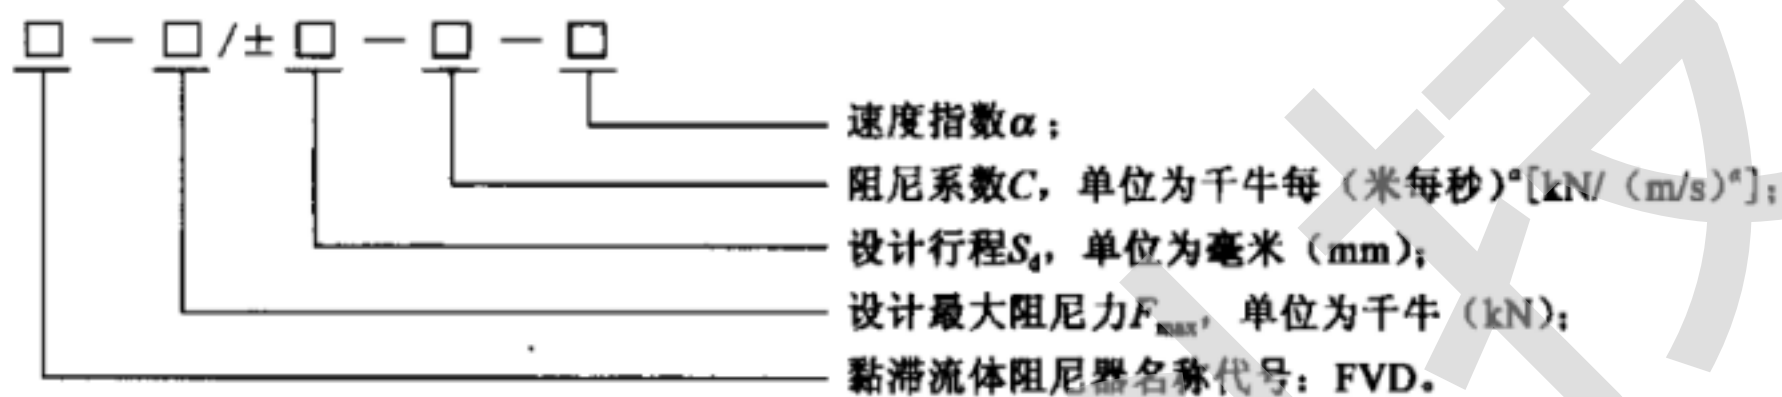 □ — □ /± □ — □ — □
速度指数α；
阻尼系数C，单位为千牛每（米每秒）ᵅ[kN/（m/s）ᵅ]；
设计行程Sd，单位为毫米（mm）；
设计最大阻尼力Fmax，单位为千牛（kN）；
黏滞流体阻尼器名称代号：FVD。